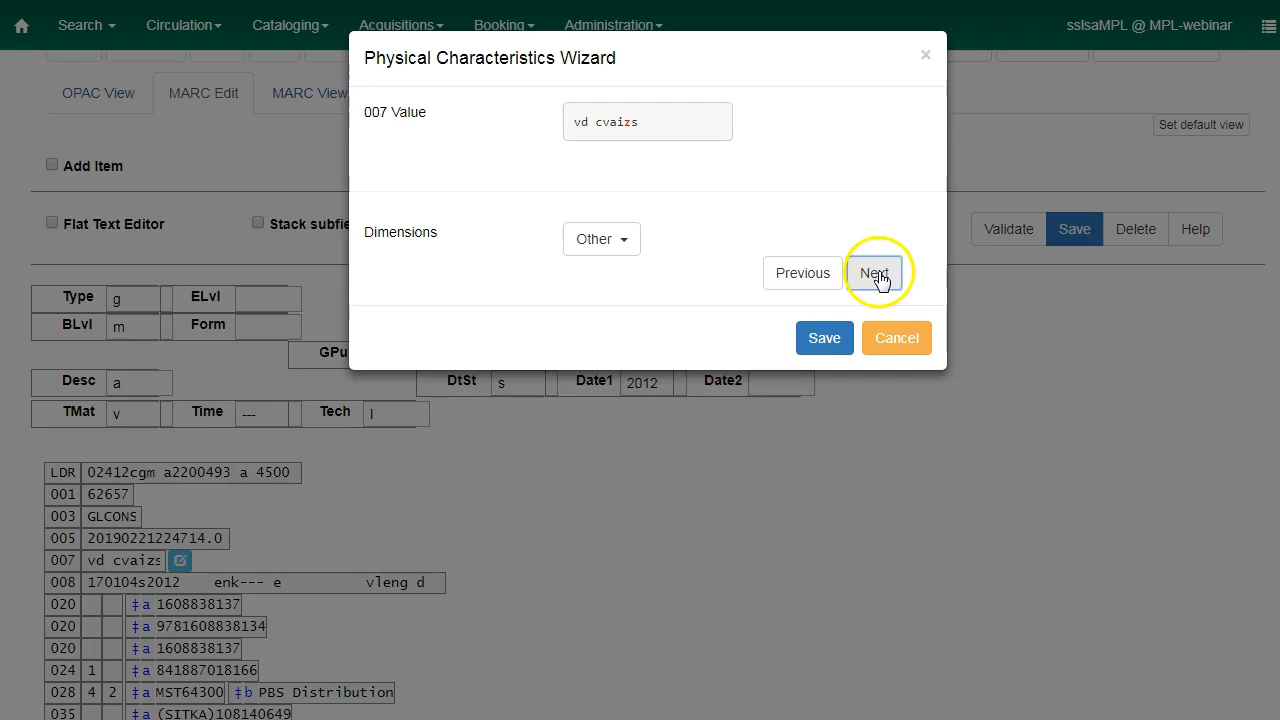 Search Circulation Cataloging Acquisitions Booking Administration sslsaMPL @ MPL-webinar
Physical Characteristics Wizard ×
OPAC View MARC Edit MARC View
007 Value vd cvaizs
Set default view
Add Item
Flat Text Editor Stack subfie
Dimensions Other
Validate Save Delete Help
Previous Next
Type g ELvl
BLvl m Form
Save Cancel
GPu
Desc a DtSt s Date1 2012 Date2
TMat v Time --- Tech l
LDR 02412cgm a2200493 a 4500
001 62657
003 GLCONS
005 20190221224714.0
007 vd cvaizs
008 170104s2012 enk--- e vleng d
020 ‡a 1608838137
020 ‡a 9781608838134
020 ‡a 1608838137
024 1 ‡a 841887018166
028 4 2 ‡a MST64300 ‡b PBS Distribution
035 ‡a (SITKA)108140649